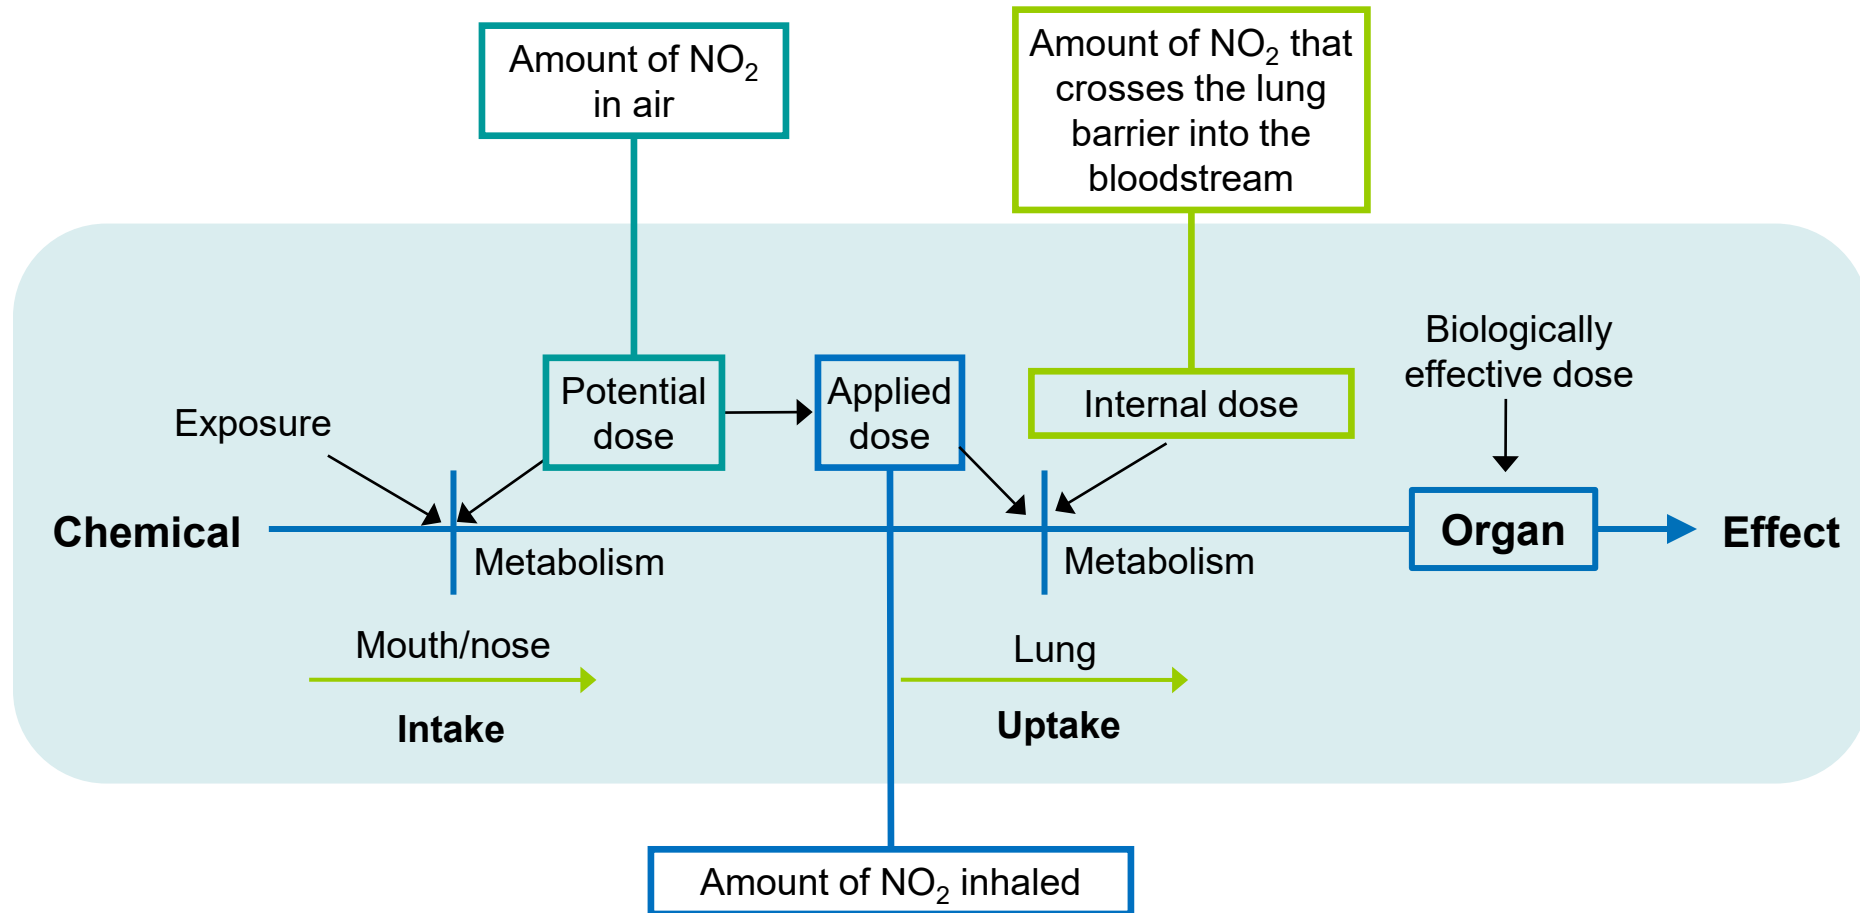 Amount of NO₂
in air
Amount of NO₂ that
crosses the lung
barrier into the
bloodstream
Exposure
Potential
dose
Applied
dose
Internal dose
Biologically
effective dose
Chemical
Metabolism
Metabolism
Organ
Effect
Mouth/nose
Intake
Lung
Uptake
Amount of NO₂ inhaled